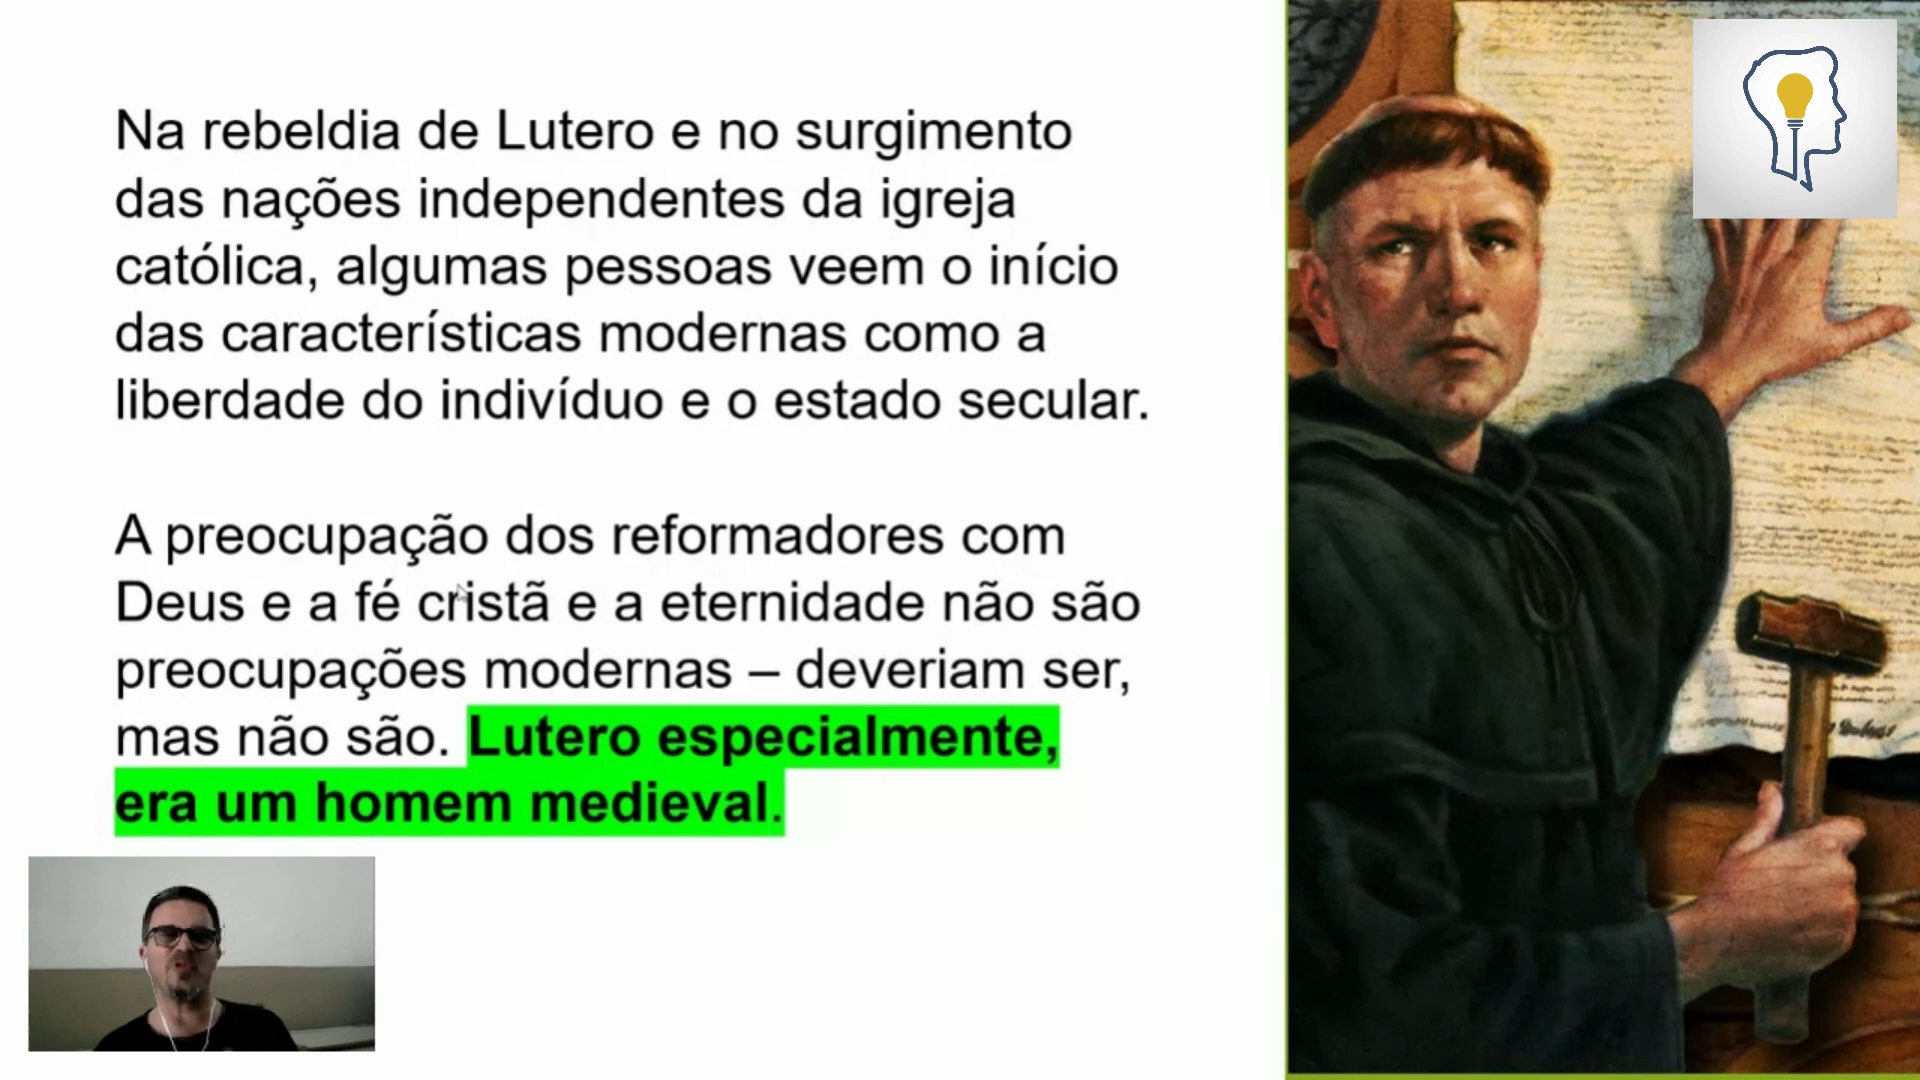 Na rebeldia de Lutero e no surgimento
das nações independentes da igreja
católica, algumas pessoas veem o início
das características modernas como a
liberdade do indivíduo e o estado secular.
A preocupação dos reformadores com
Deus e a fé cristã e a eternidade não são
preocupações modernas – deveriam ser,
mas não são. Lutero especialmente,
era um homem medieval.